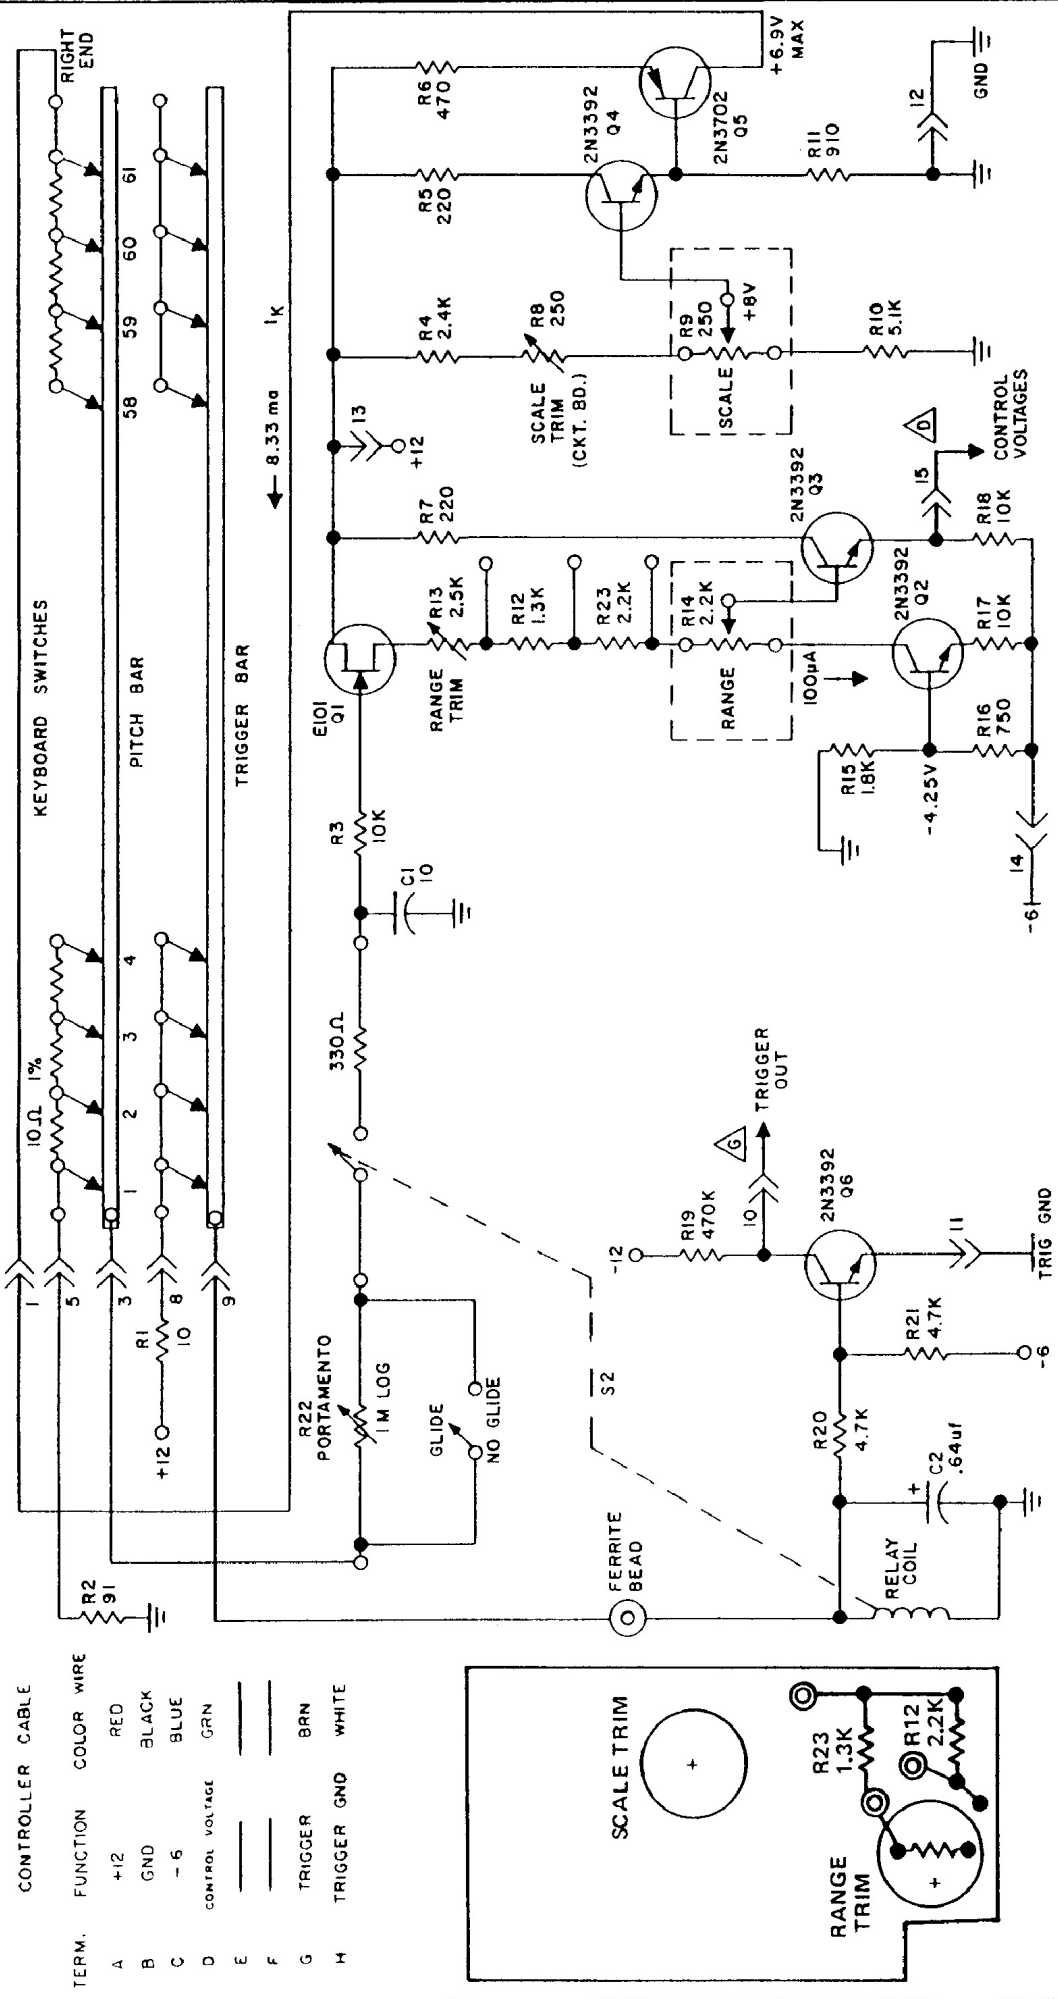 CONTROLLER CABLE
TERM. FUNCTION COLOR WIRE
A +12 RED
B GND BLACK
C -6 BLUE
D CONTROL VOLTAGE GRN
E
F
G TRIGGER BRN
H TRIGGER GND WHITE
KEYBOARD SWITCHES
RIGHT
END
10Ω 1%
PITCH BAR
1 2 3 4 58 59 60 61
TRIGGER BAR
1
5
3
8
9
R2
91
R1
10
+12
8.33 ma
IK
+6.9V
MAX
R22
PORTAMENTO
1M LOG
GLIDE
NO GLIDE
330Ω
C1
10
R3
10K
E101
Q1
13
+12
R7
220
R4
2.4K
R5
220
R6
470
R13
2.5K
RANGE
TRIM
R12
1.3K
R23
2.2K
R14
2.2K
RANGE
100µA
R8
250
SCALE
TRIM
(CKT. BD.)
R9
250
+8V
SCALE
R10
5.1K
2N3392
Q4
2N3702
Q5
R11
910
12
GND
2N3392
Q3
2N3392
Q2
15
D
CONTROL
VOLTAGES
R18
10K
R17
10K
R16
750
R15
1.8K
-4.25V
14
-6
S2
FERRITE
BEAD
RELAY
COIL
+
C2
.64uf
R20
4.7K
R21
4.7K
-6
-12
R19
470K
10
G
TRIGGER
OUT
2N3392
Q6
11
TRIG GND
SCALE TRIM
+
R23
1.3K
R12
2.2K
RANGE
TRIM
+